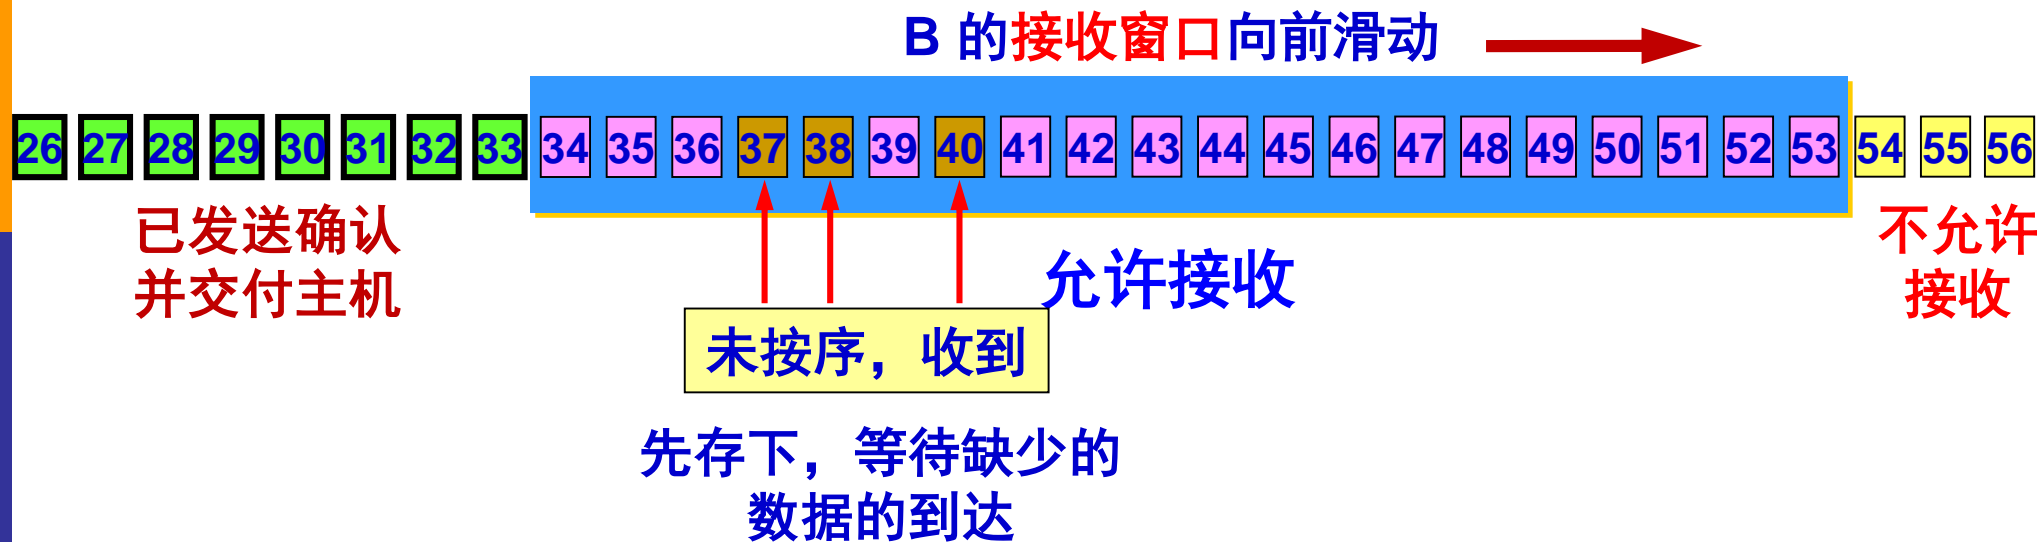 B 的接收窗口向前滑动
26 27 28 29 30 31 32 33 34 35 36 37 38 39 40 41 42 43 44 45 46 47 48 49 50 51 52 53 54 55 56
已发送确认
并交付主机
允许接收
不允许
接收
未按序，收到
先存下，等待缺少的
数据的到达